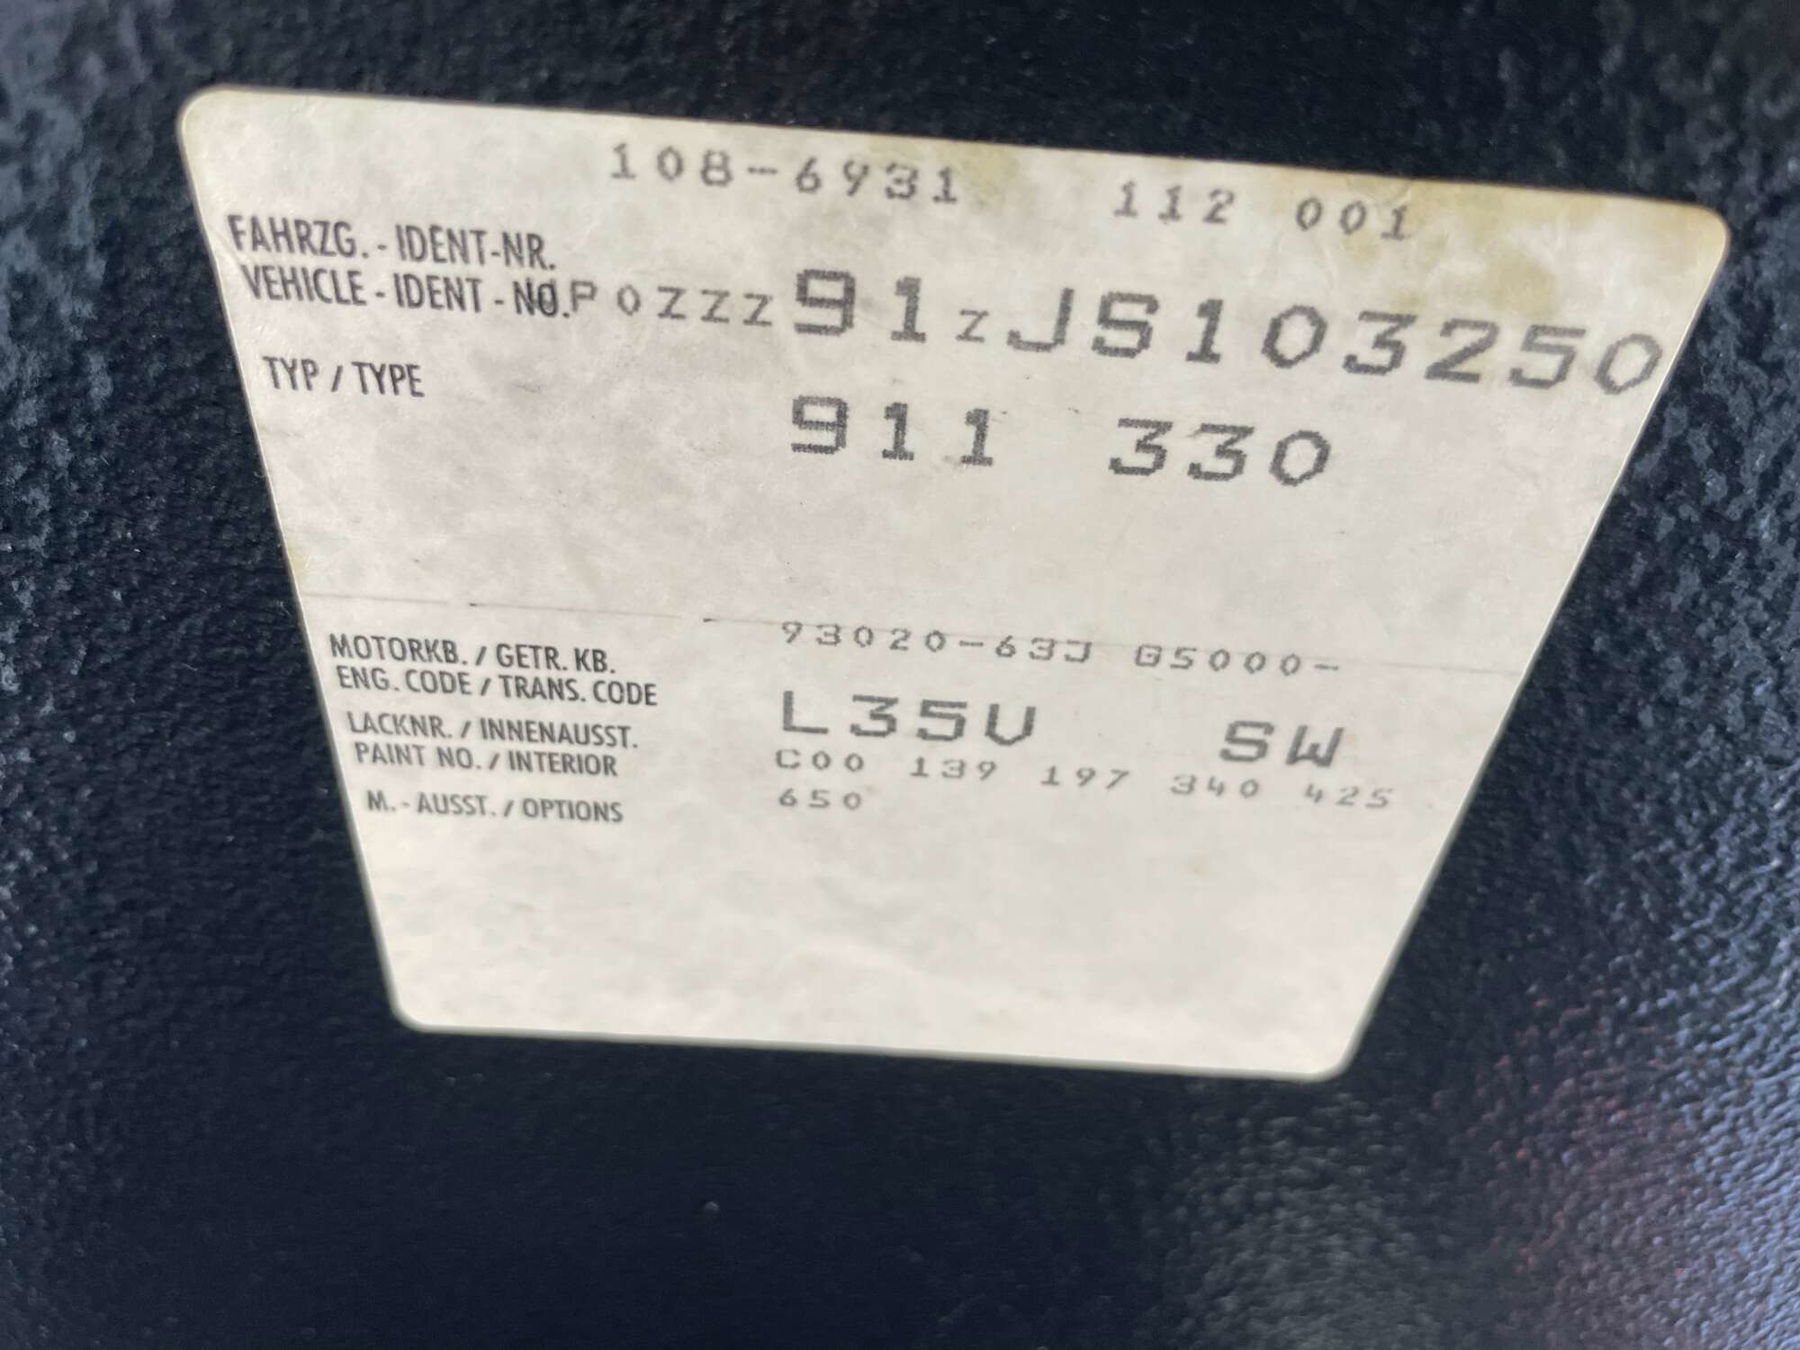 108-6931 112 001
FAHRZG. - IDENT-NR.
VEHICLE - IDENT - NO. WP0ZZZ91ZJS103250
TYP / TYPE 911 330
93020-63J G5000-
MOTORKB. / GETR. KB.
ENG. CODE / TRANS. CODE
L35V SW
LACKNR. / INNENAUSST.
PAINT NO. / INTERIOR
C00 139 197 340 425
M. - AUSST. / OPTIONS
650